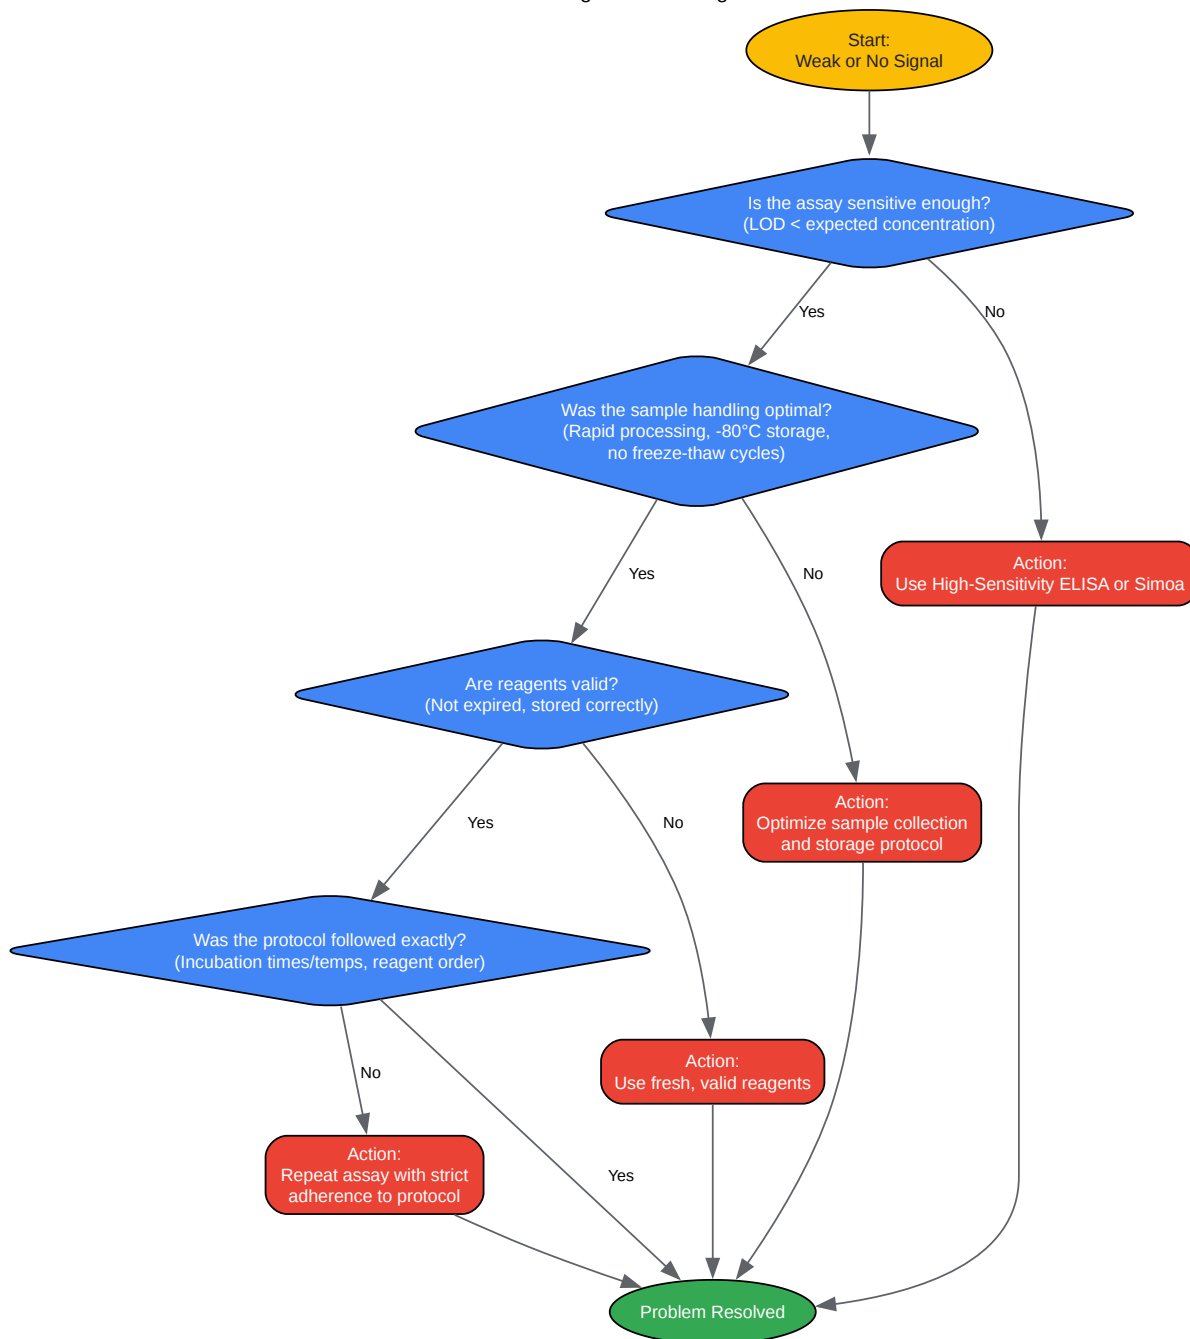 Start:
Weak or No Signal
Is the assay sensitive enough?
(LOD < expected concentration)
Yes
No
Was the sample handling optimal?
(Rapid processing, -80°C storage,
no freeze-thaw cycles)
Yes
No
Action:
Use High-Sensitivity ELISA or Simoa
Are reagents valid?
(Not expired, stored correctly)
Yes
No
Action:
Optimize sample collection
and storage protocol
Was the protocol followed exactly?
(Incubation times/temps, reagent order)
No
Yes
Action:
Use fresh, valid reagents
Action:
Repeat assay with strict
adherence to protocol
Problem Resolved